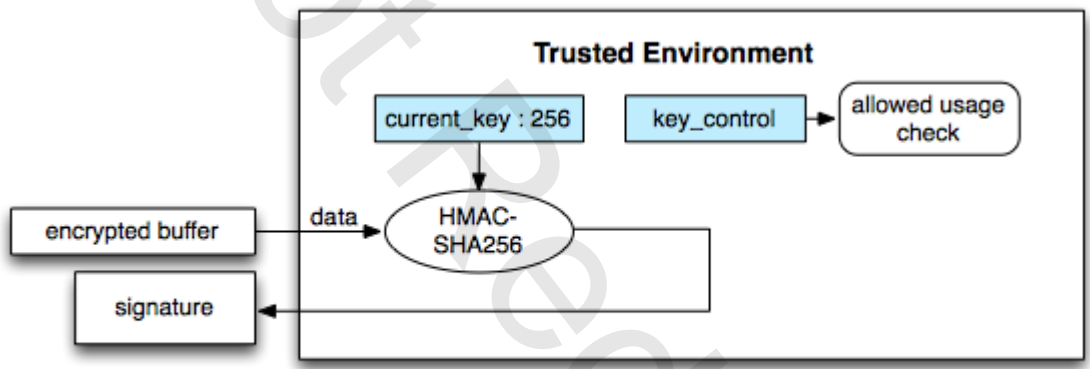 Trusted Environment
current_key : 256
key_control
allowed usage
check
encrypted buffer
data
HMAC-
SHA256
signature